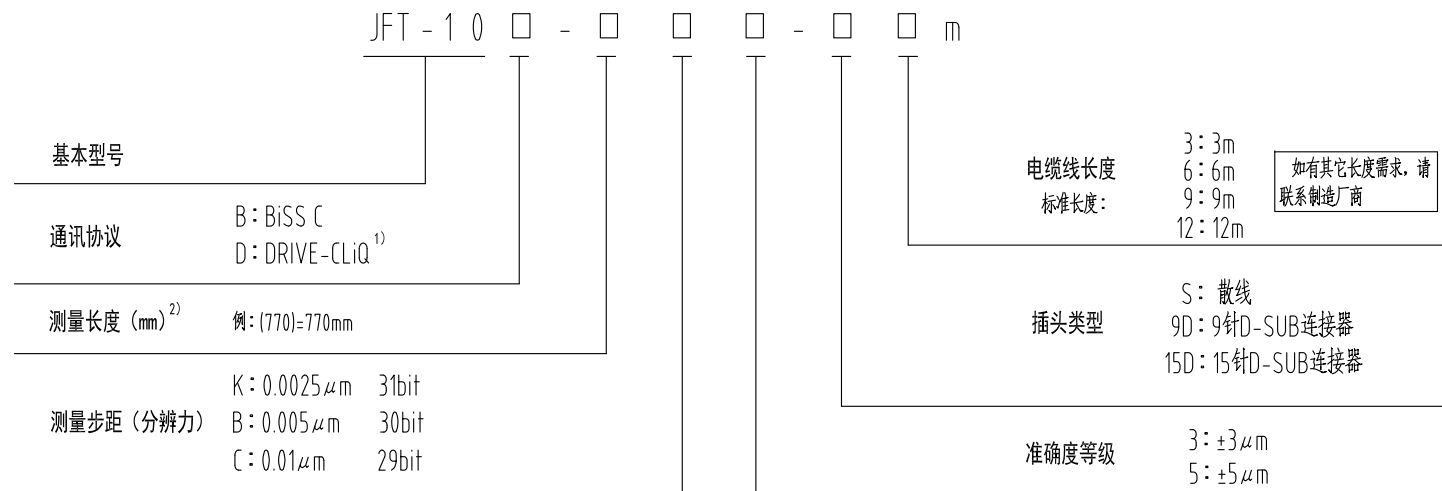 JFT-10□-□□□-□□m
基本型号
通讯协议
B:BiSS C
D:DRIVE-CLiQ1)
测量长度(mm)2) 例:(770)=770mm
测量步距(分辨力)
K:0.0025μm 31bit
B:0.005μm 30bit
C:0.01μm 29bit
电缆线长度
标准长度:
3:3m
6:6m
9:9m
12:12m
如有其它长度需求,请
联系制造厂商
插头类型
S:散线
9D:9针D-SUB连接器
15D:15针D-SUB连接器
准确度等级
3:±3μm
5:±5μm